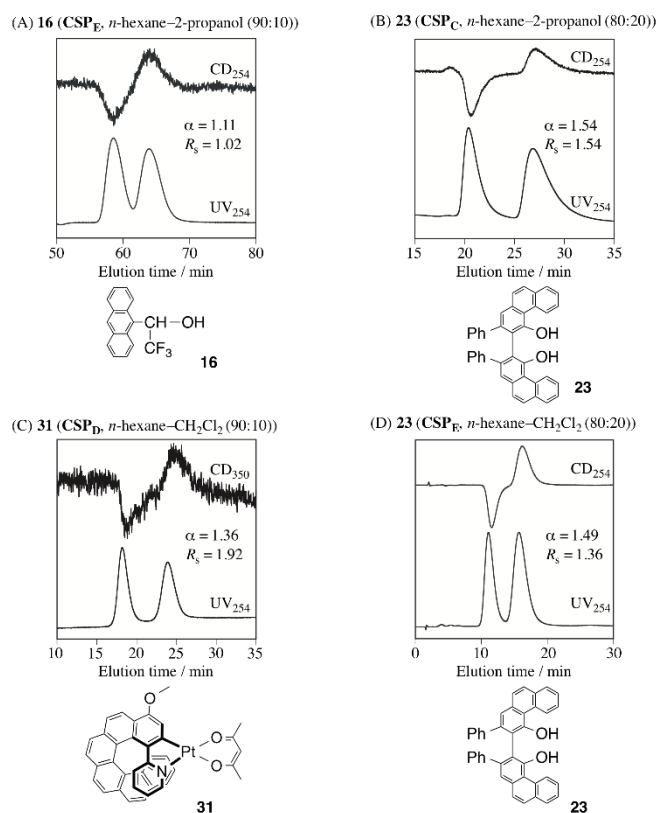 (A) 16 (CSP_E, n-hexane–2-propanol (90:10))
CD254
α = 1.11
Rs = 1.02
UV254
50 60 70 80
Elution time / min
CH–OH
CF3
16
(B) 23 (CSP_C, n-hexane–2-propanol (80:20))
CD254
α = 1.54
Rs = 1.54
UV254
15 20 25 30 35
Elution time / min
Ph OH
Ph OH
23
(C) 31 (CSP_D, n-hexane–CH2Cl2 (90:10))
CD350
α = 1.36
Rs = 1.92
UV254
10 15 20 25 30 35
Elution time / min
O
Pt O
N O
31
(D) 23 (CSP_E, n-hexane–CH2Cl2 (80:20))
CD254
α = 1.49
Rs = 1.36
UV254
0 10 20 30
Elution time / min
Ph OH
Ph OH
23